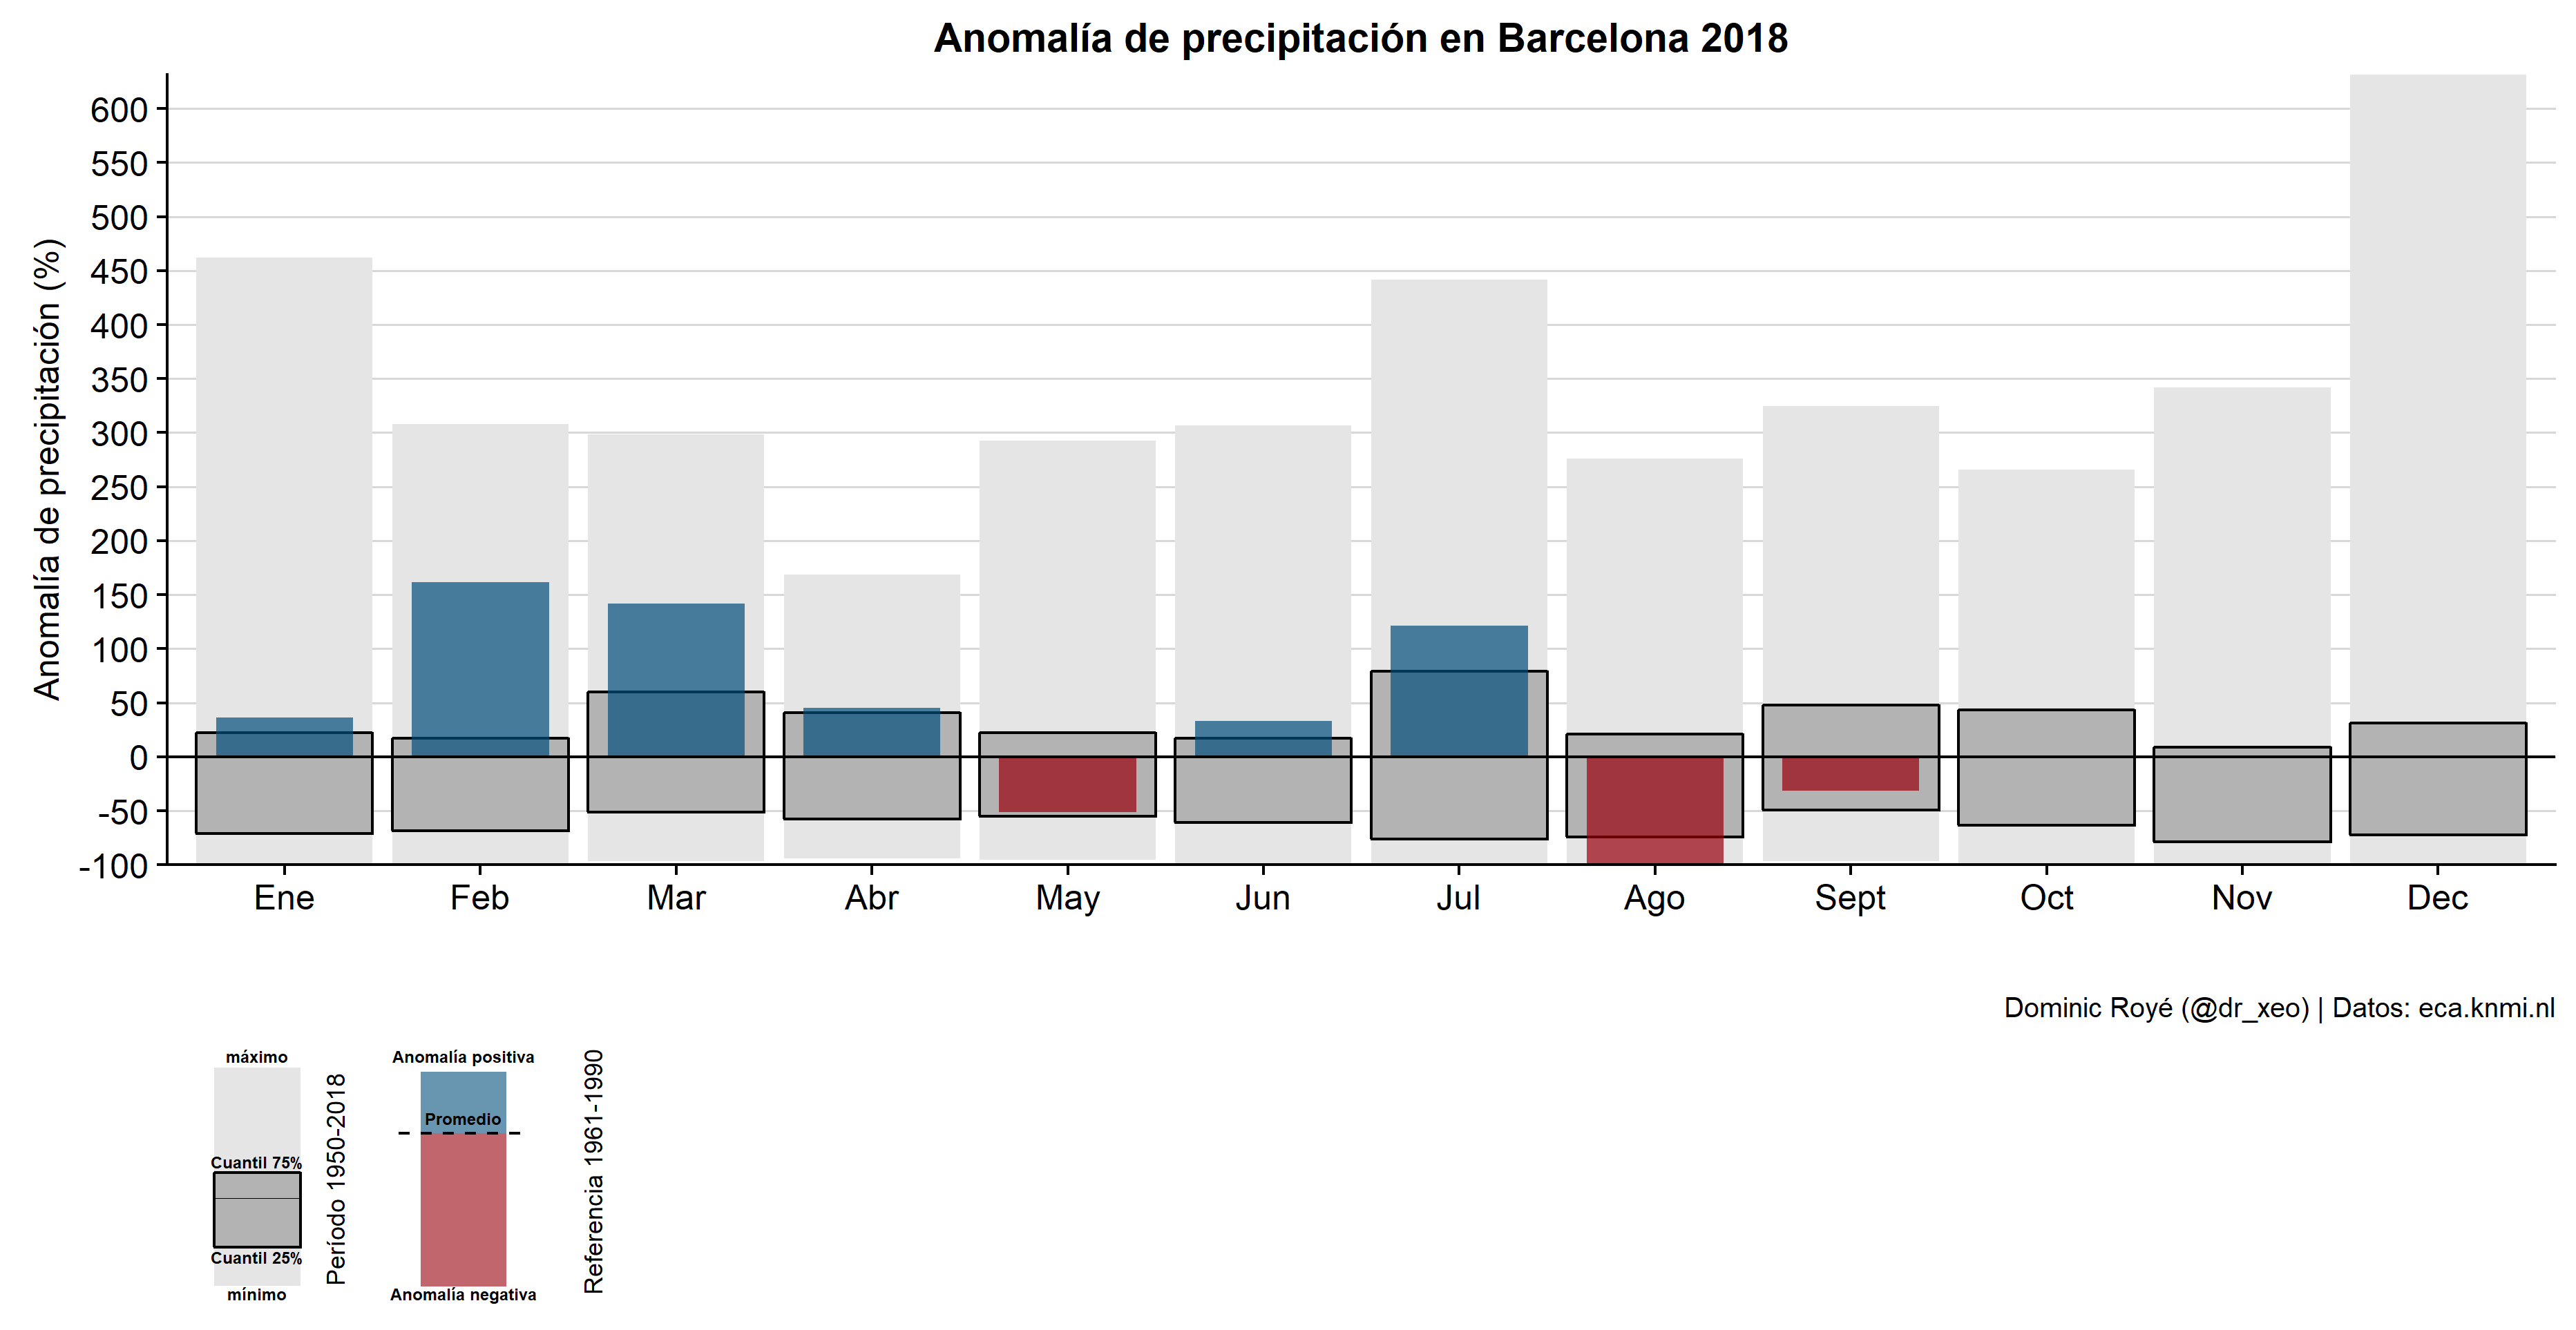 Anomalía de precipitación en Barcelona 2018
Anomalía de precipitación (%)
600
550
500
450
400
350
300
250
200
150
100
50
0
-50
-100
Ene Feb Mar Abr May Jun Jul Ago Sept Oct Nov Dec
Dominic Royé (@dr_xeo) | Datos: eca.knmi.nl
máximo
Cuantil 75%
Cuantil 25%
mínimo
Período 1950-2018
Anomalía positiva
Promedio
Anomalía negativa
Referencia 1961-1990